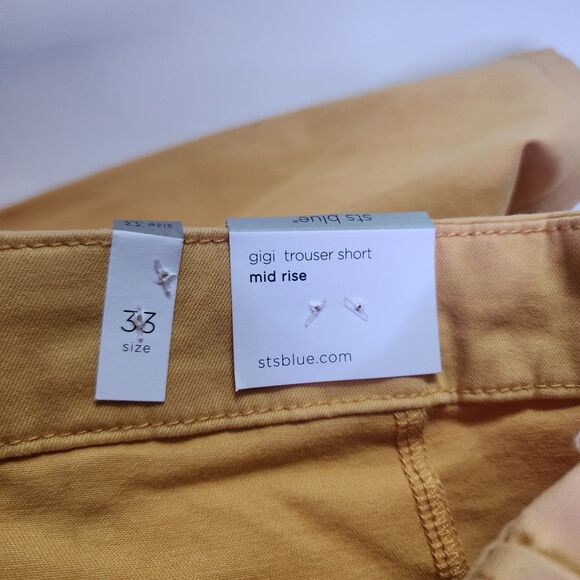 size 33
33
size
sts blue®
gigi trouser short
mid rise
stsblue.com